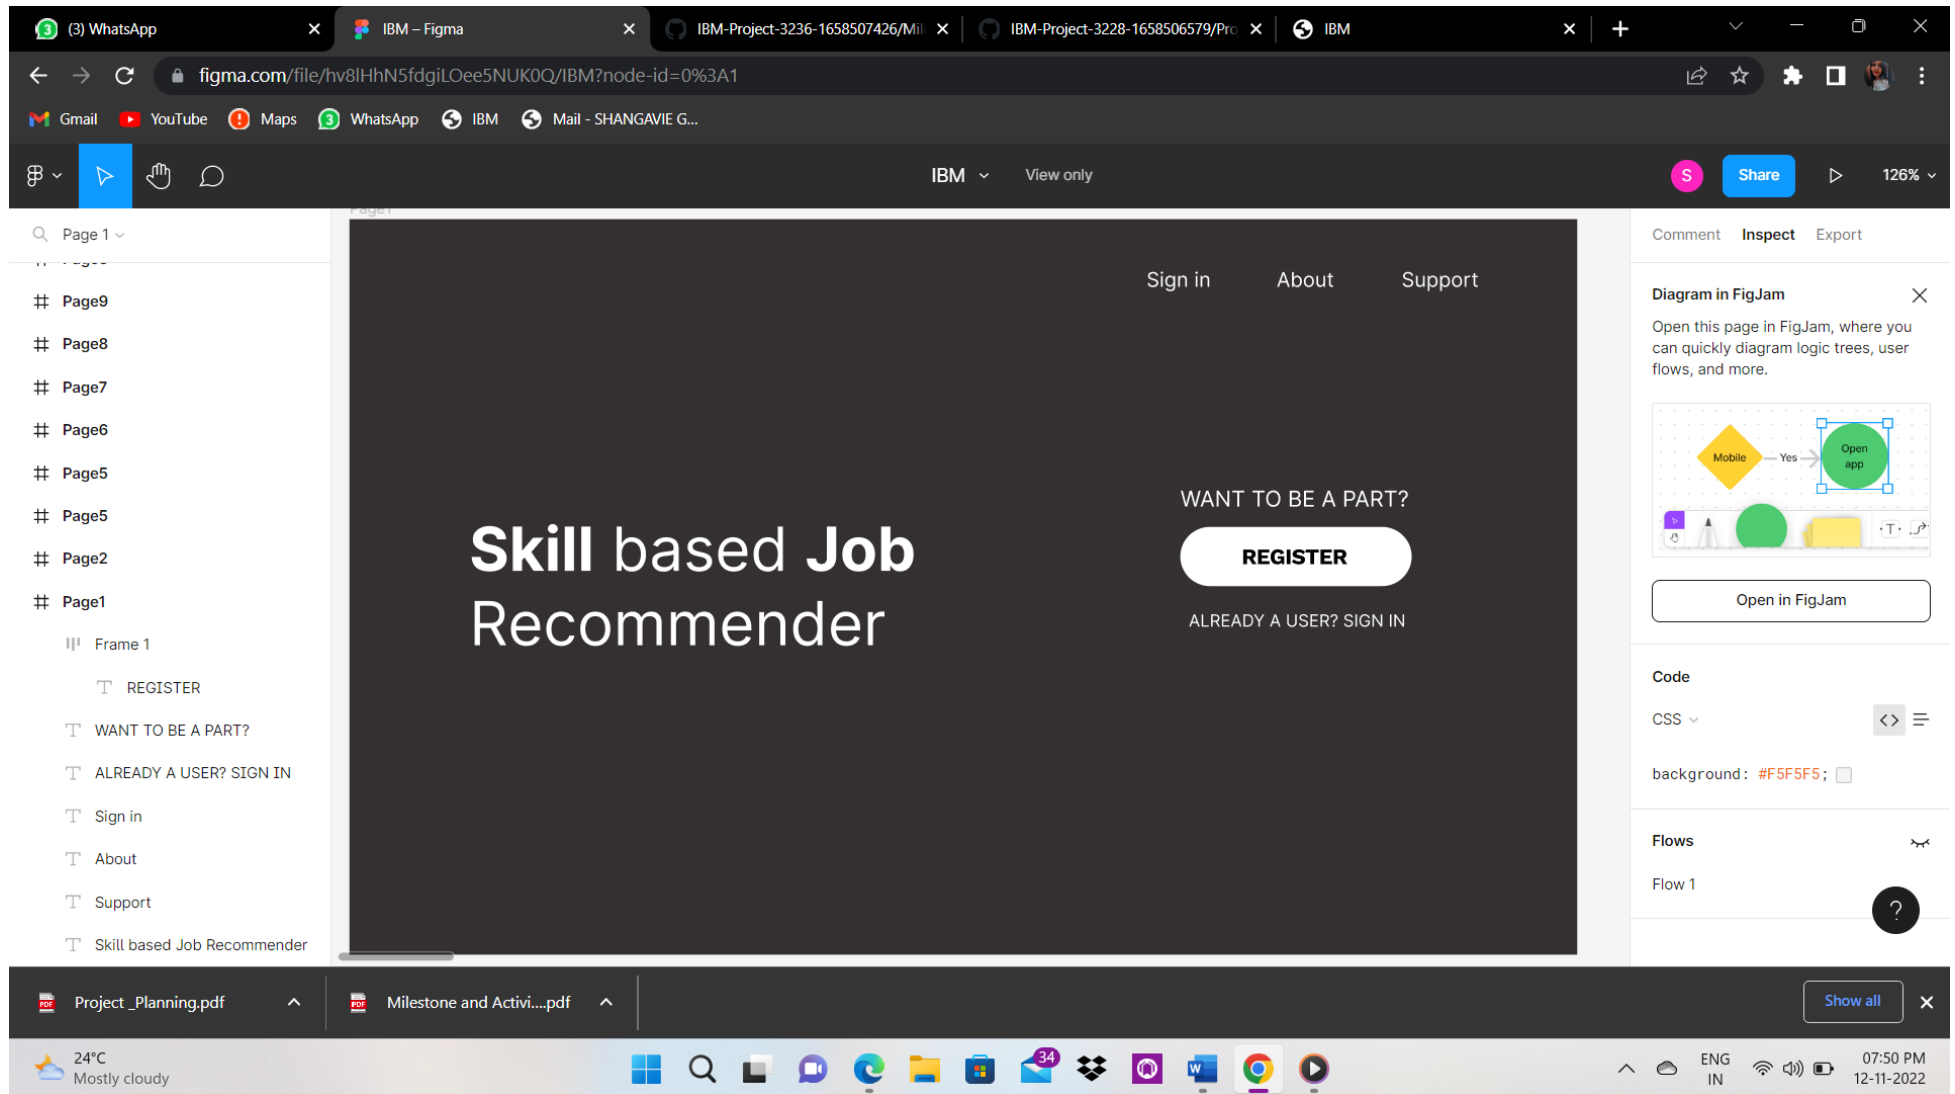 (3) WhatsApp
IBM – Figma
IBM-Project-3236-1658507426/Mil
IBM-Project-3228-1658506579/Pro
IBM
figma.com/file/hv8lHhN5fdgiLOee5NUK0Q/IBM?node-id=0%3A1
Gmail
YouTube
Maps
WhatsApp
IBM
Mail - SHANGAVIE G...
IBM
View only
S
Share
126%
Page 1
Page9
Page8
Page7
Page6
Page5
Page5
Page2
Page1
Frame 1
REGISTER
WANT TO BE A PART?
ALREADY A USER? SIGN IN
Sign in
About
Support
Skill based Job Recommender
Page1
Sign in
About
Support
Skill based Job
Recommender
WANT TO BE A PART?
REGISTER
ALREADY A USER? SIGN IN
Comment
Inspect
Export
Diagram in FigJam
Open this page in FigJam, where you
can quickly diagram logic trees, user
flows, and more.
Mobile
Yes
Open
app
T
Open in FigJam
Code
CSS
background: #F5F5F5;
Flows
Flow 1
?
Project _Planning.pdf
Milestone and Activi....pdf
Show all
24°C
Mostly cloudy
34
ENG
IN
07:50 PM
12-11-2022